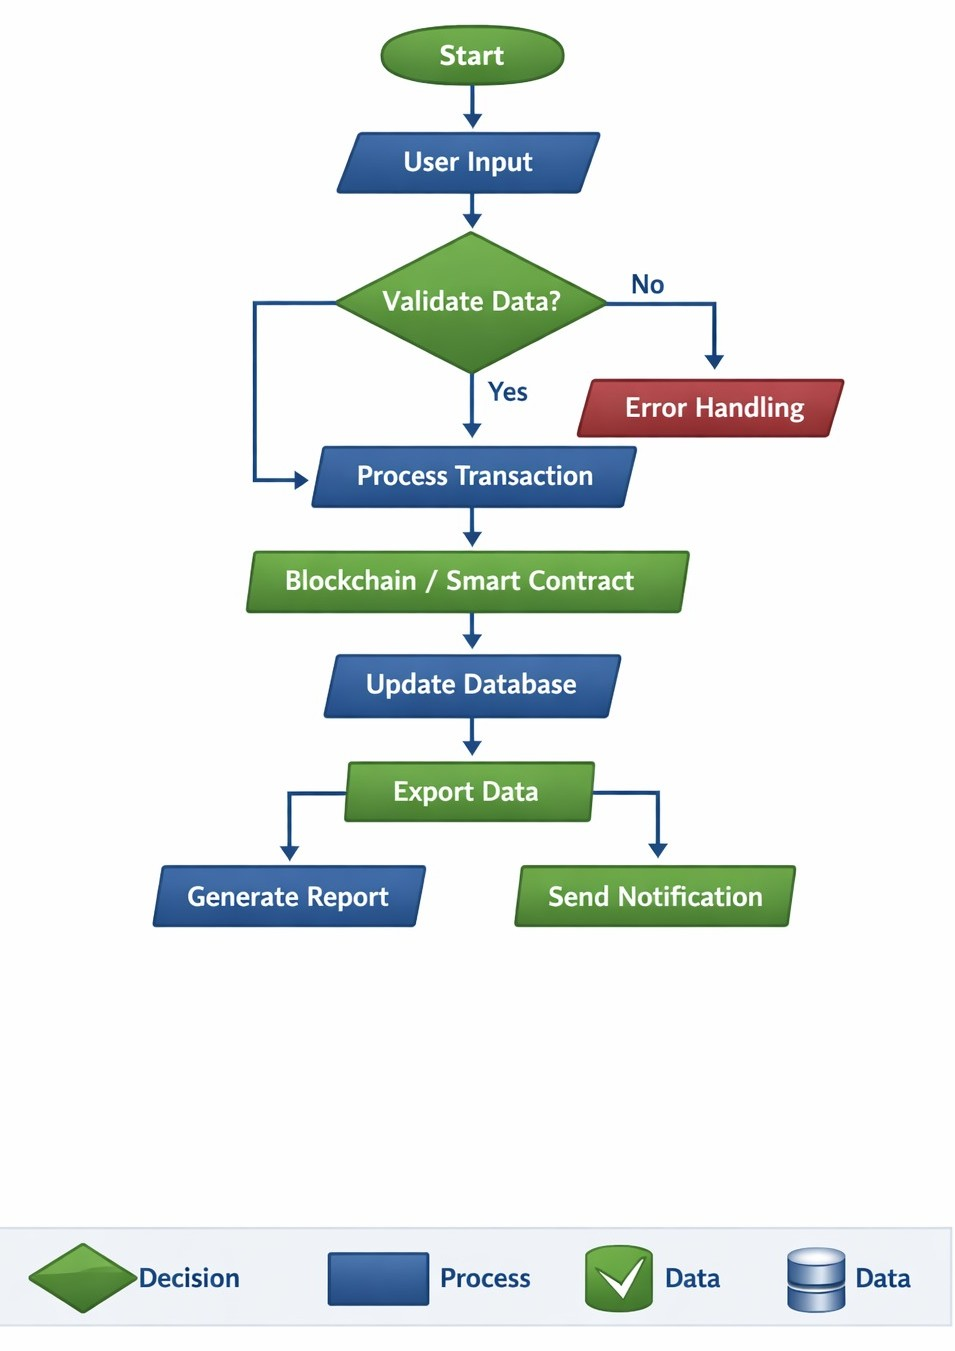 Start
User Input
Validate Data?
No
Yes
Error Handling
Process Transaction
Blockchain / Smart Contract
Update Database
Export Data
Generate Report
Send Notification
Decision
Process
Data
Data